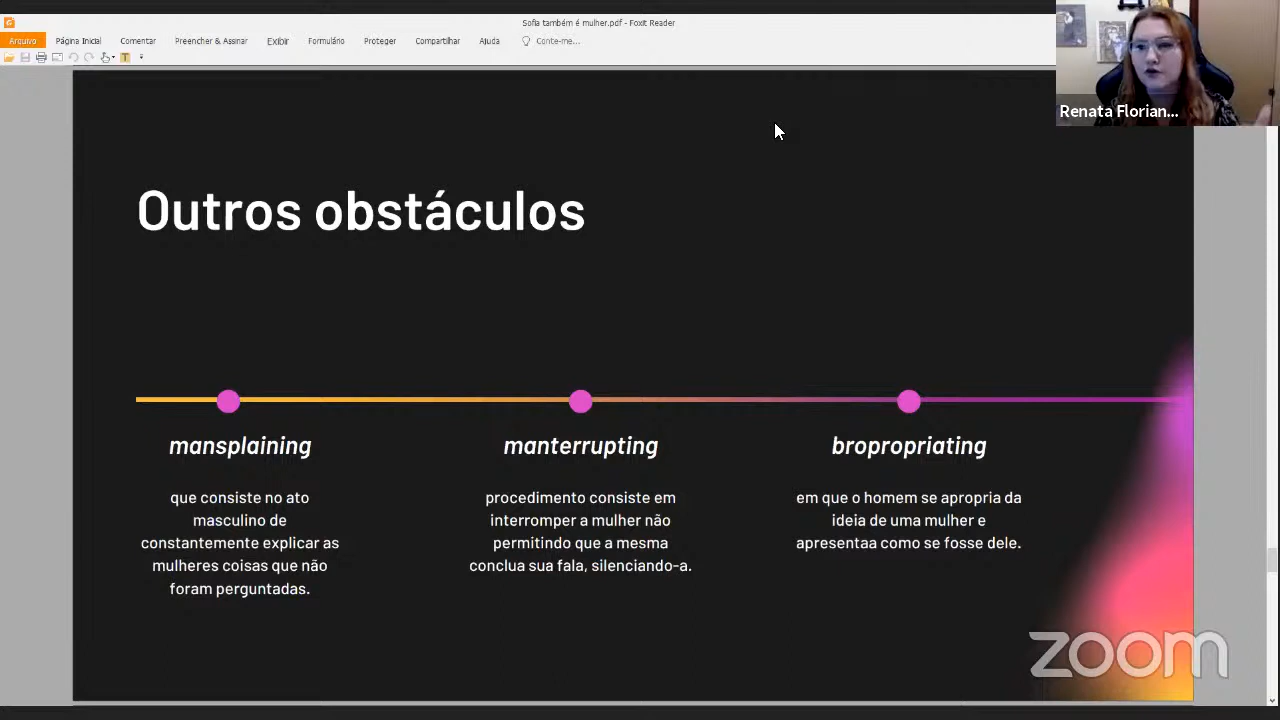 Sofia também é mulher.pdf - Foxit Reader
Arquivo Página Inicial Comentar Preencher & Assinar Exibir Formulário Proteger Compartilhar Ajuda Conte-me...
Renata Florian...
Outros obstáculos
mansplaining
que consiste no ato
masculino de
constantemente explicar as
mulheres coisas que não
foram perguntadas.
manterrupting
procedimento consiste em
interromper a mulher não
permitindo que a mesma
conclua sua fala, silenciando-a.
bropropriating
em que o homem se apropria da
ideia de uma mulher e
apresentaa como se fosse dele.
zoom